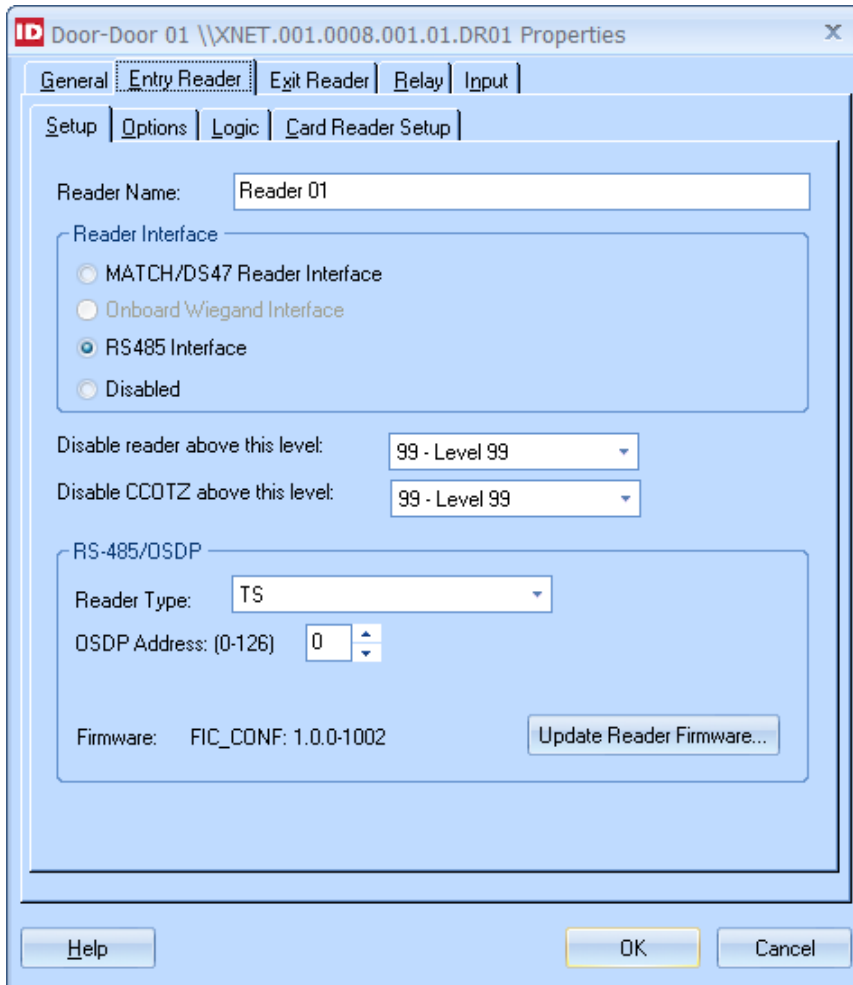 ID Door-Door 01 \\XNET.001.0008.001.01.DR01 Properties x
General Entry Reader Exit Reader Relay Input
Setup Options Logic Card Reader Setup
Reader Name: Reader 01
Reader Interface
MATCH/DS47 Reader Interface
Onboard Wiegand Interface
RS485 Interface
Disabled
Disable reader above this level: 99 - Level 99
Disable CCOTZ above this level: 99 - Level 99
RS-485/OSDP
Reader Type: TS
OSDP Address: (0-126) 0
Firmware: FIC_CONF: 1.0.0-1002 Update Reader Firmware...
Help OK Cancel